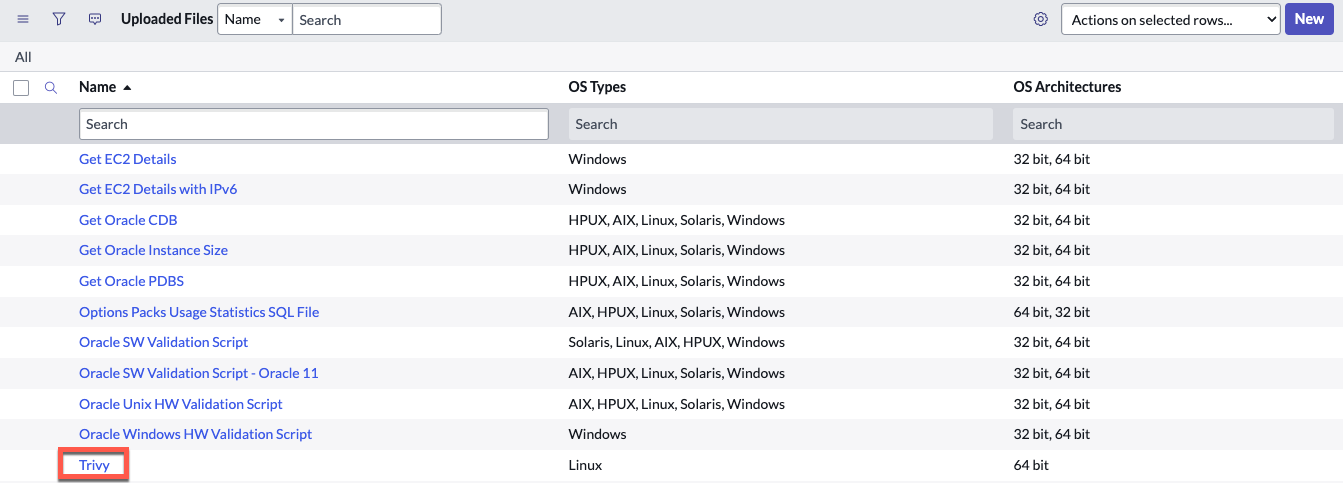 Uploaded Files Name Search Actions on selected rows... New
All
Name OS Types OS Architectures
Search Search Search
Get EC2 Details Windows 32 bit, 64 bit
Get EC2 Details with IPv6 Windows 32 bit, 64 bit
Get Oracle CDB HPUX, AIX, Linux, Solaris, Windows 32 bit, 64 bit
Get Oracle Instance Size HPUX, AIX, Linux, Solaris, Windows 32 bit, 64 bit
Get Oracle PDBS HPUX, AIX, Linux, Solaris, Windows 32 bit, 64 bit
Options Packs Usage Statistics SQL File AIX, HPUX, Linux, Solaris, Windows 64 bit, 32 bit
Oracle SW Validation Script Solaris, Linux, AIX, HPUX, Windows 32 bit, 64 bit
Oracle SW Validation Script - Oracle 11 AIX, HPUX, Linux, Solaris, Windows 32 bit, 64 bit
Oracle Unix HW Validation Script AIX, HPUX, Linux, Solaris, Windows 32 bit, 64 bit
Oracle Windows HW Validation Script Windows 32 bit, 64 bit
Trivy Linux 64 bit